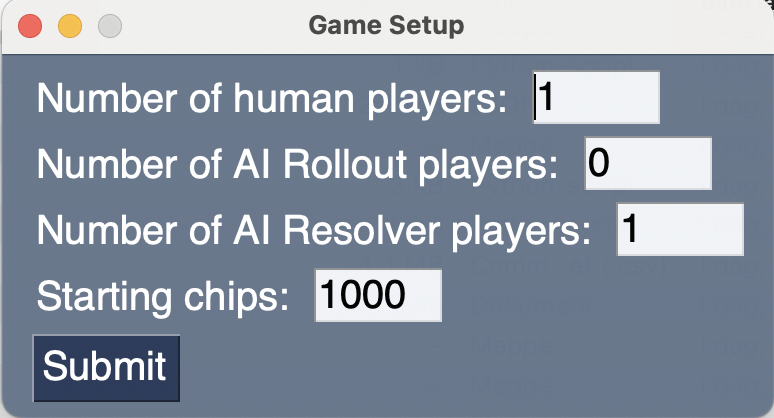 Game Setup
Number of human players: 1
Number of AI Rollout players: 0
Number of AI Resolver players: 1
Starting chips: 1000
Submit